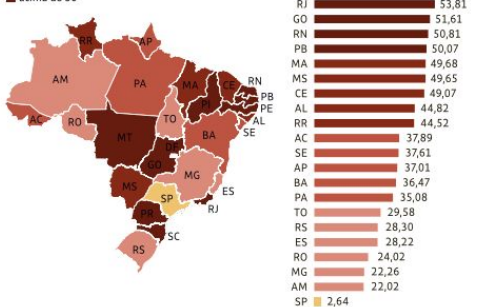 RR
AP
AM
PA
MA
CE
RN
PB
PE
AL
SE
PI
AC
RO
TO
MT
BA
DF
GO
MG
ES
MS
SP
RJ
PR
SC
RS
RJ 53,81
GO 51,61
RN 50,81
PB 50,07
MA 49,68
MS 49,65
CE 49,07
AL 44,82
RR 44,52
AC 37,89
SE 37,61
AP 37,01
BA 36,47
PA 35,08
TO 29,58
RS 28,30
ES 28,22
RO 24,02
MG 22,26
AM 22,02
SP 2,64